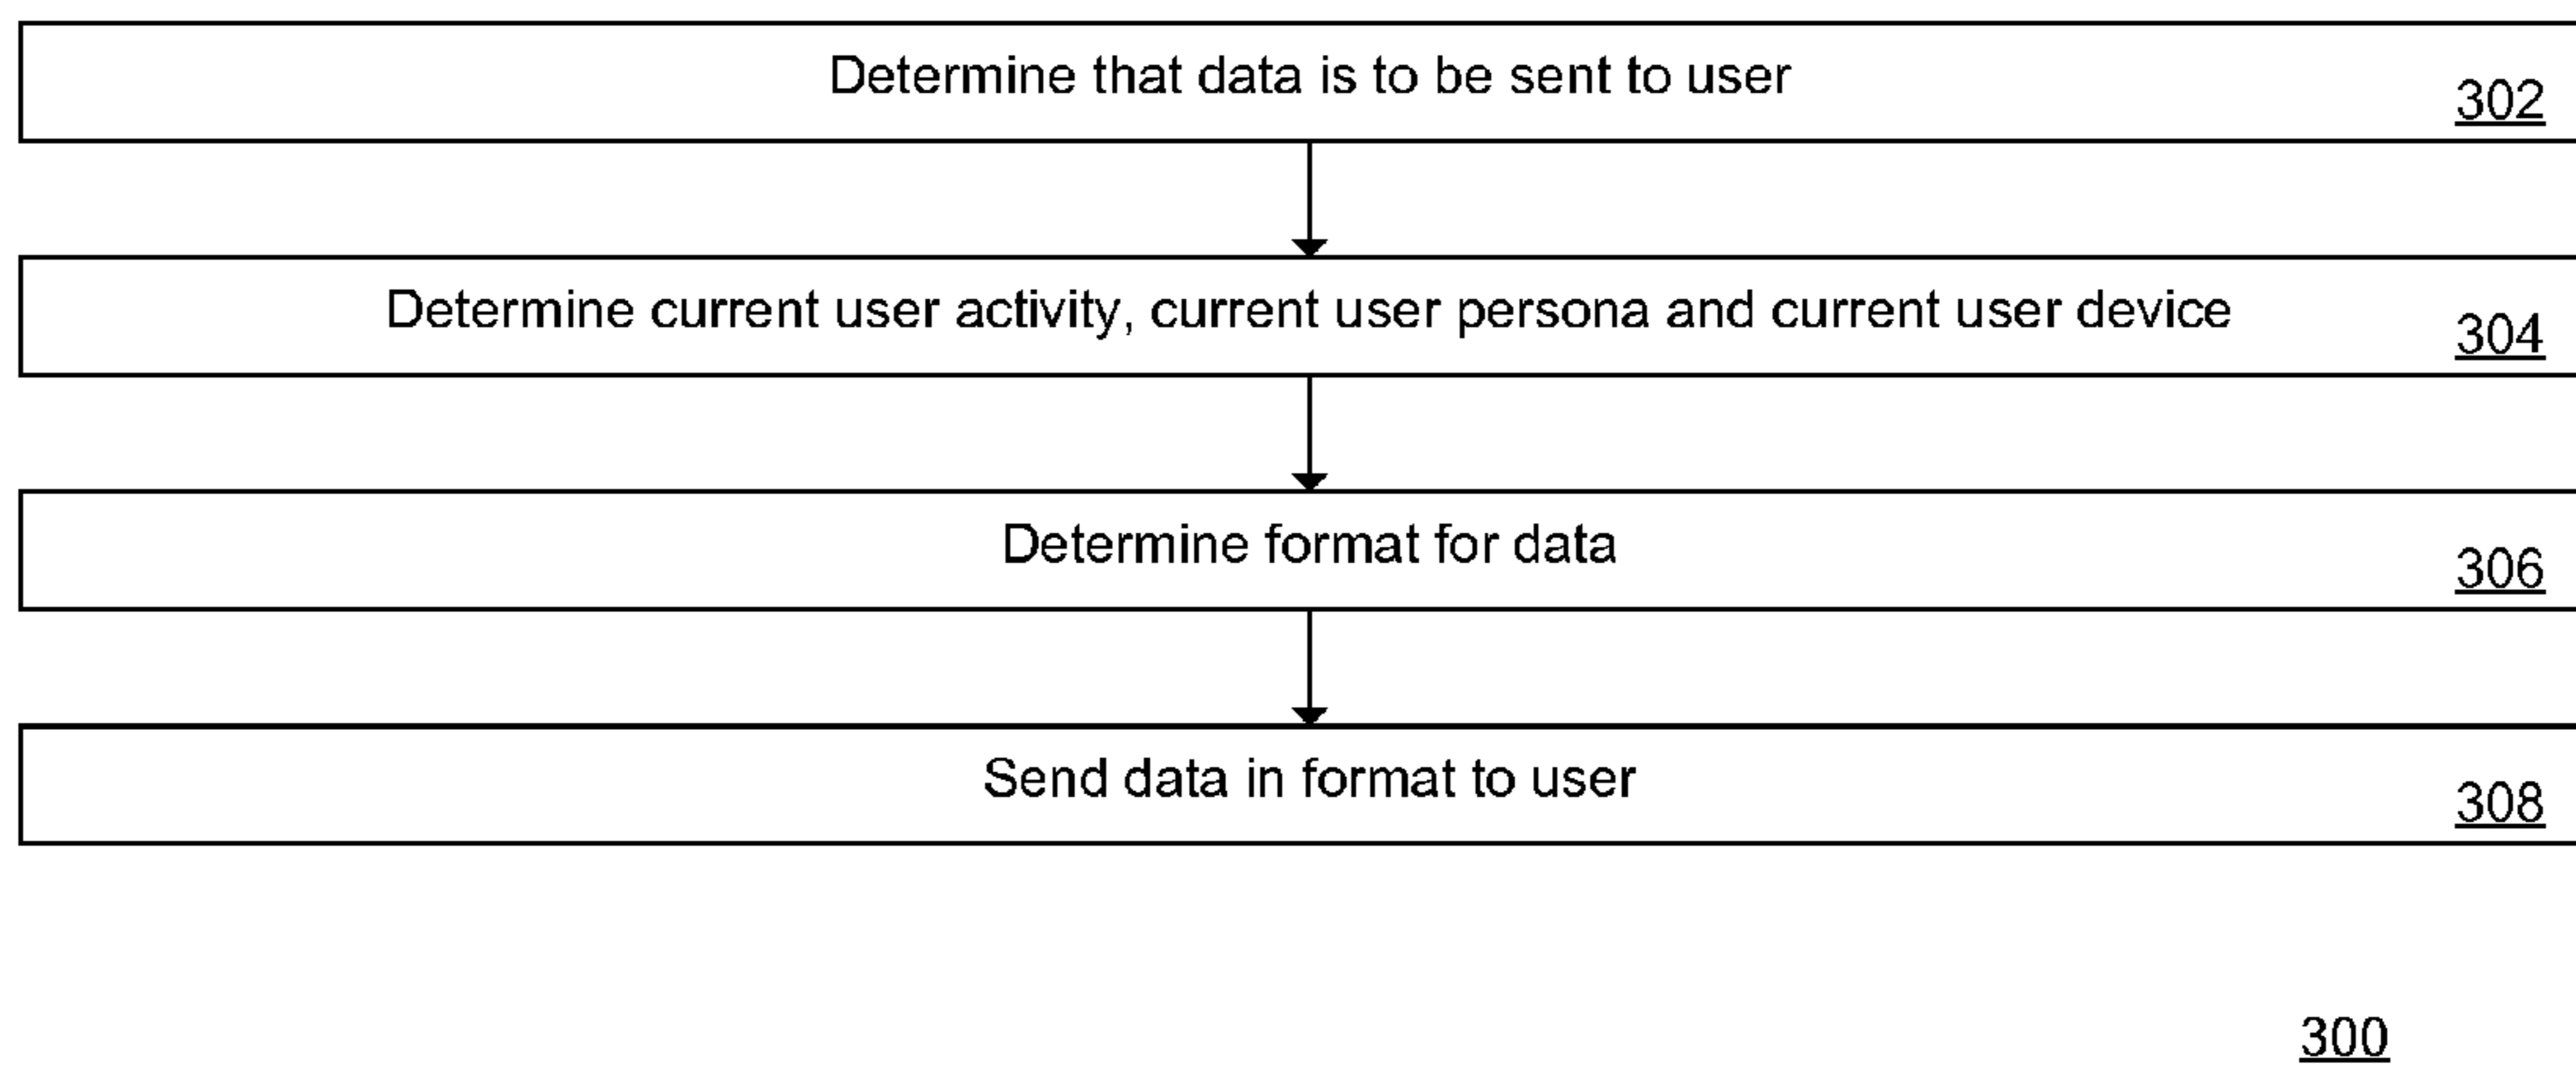 Determine that data is to be sent to user
302
Determine current user activity, current user persona and current user device
304
Determine format for data
306
Send data in format to user
308
300